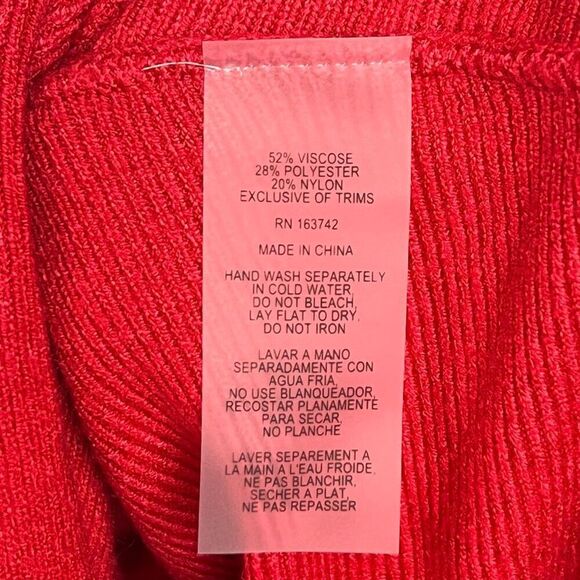 52% VISCOSE
28% POLYESTER
20% NYLON
EXCLUSIVE OF TRIMS
RN 163742
MADE IN CHINA
HAND WASH SEPARATELY
IN COLD WATER,
DO NOT BLEACH,
LAY FLAT TO DRY,
DO NOT IRON
LAVAR A MANO
SEPARADAMENTE CON
AGUA FRIA,
NO USE BLANQUEADOR,
RECOSTAR PLANAMENTE
PARA SECAR,
NO PLANCHE
LAVER SEPAREMENT A
LA MAIN A L'EAU FROIDE,
NE PAS BLANCHIR,
SECHER A PLAT,
NE PAS REPASSER